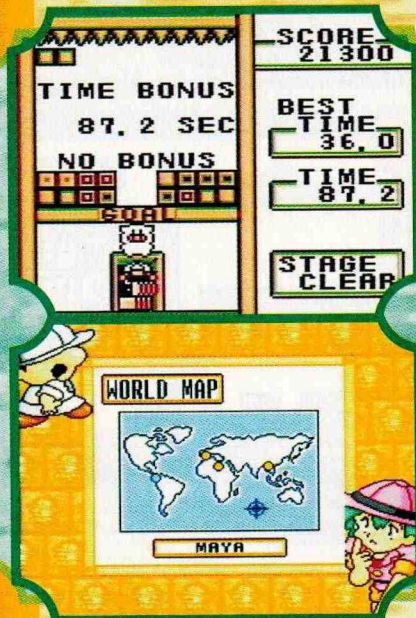 SCORE
21300
TIME BONUS
87.2 SEC
NO BONUS
GOAL
BEST
TIME
36.0
TIME
87.2
STAGE
CLEAR
WORLD MAP
MAYA